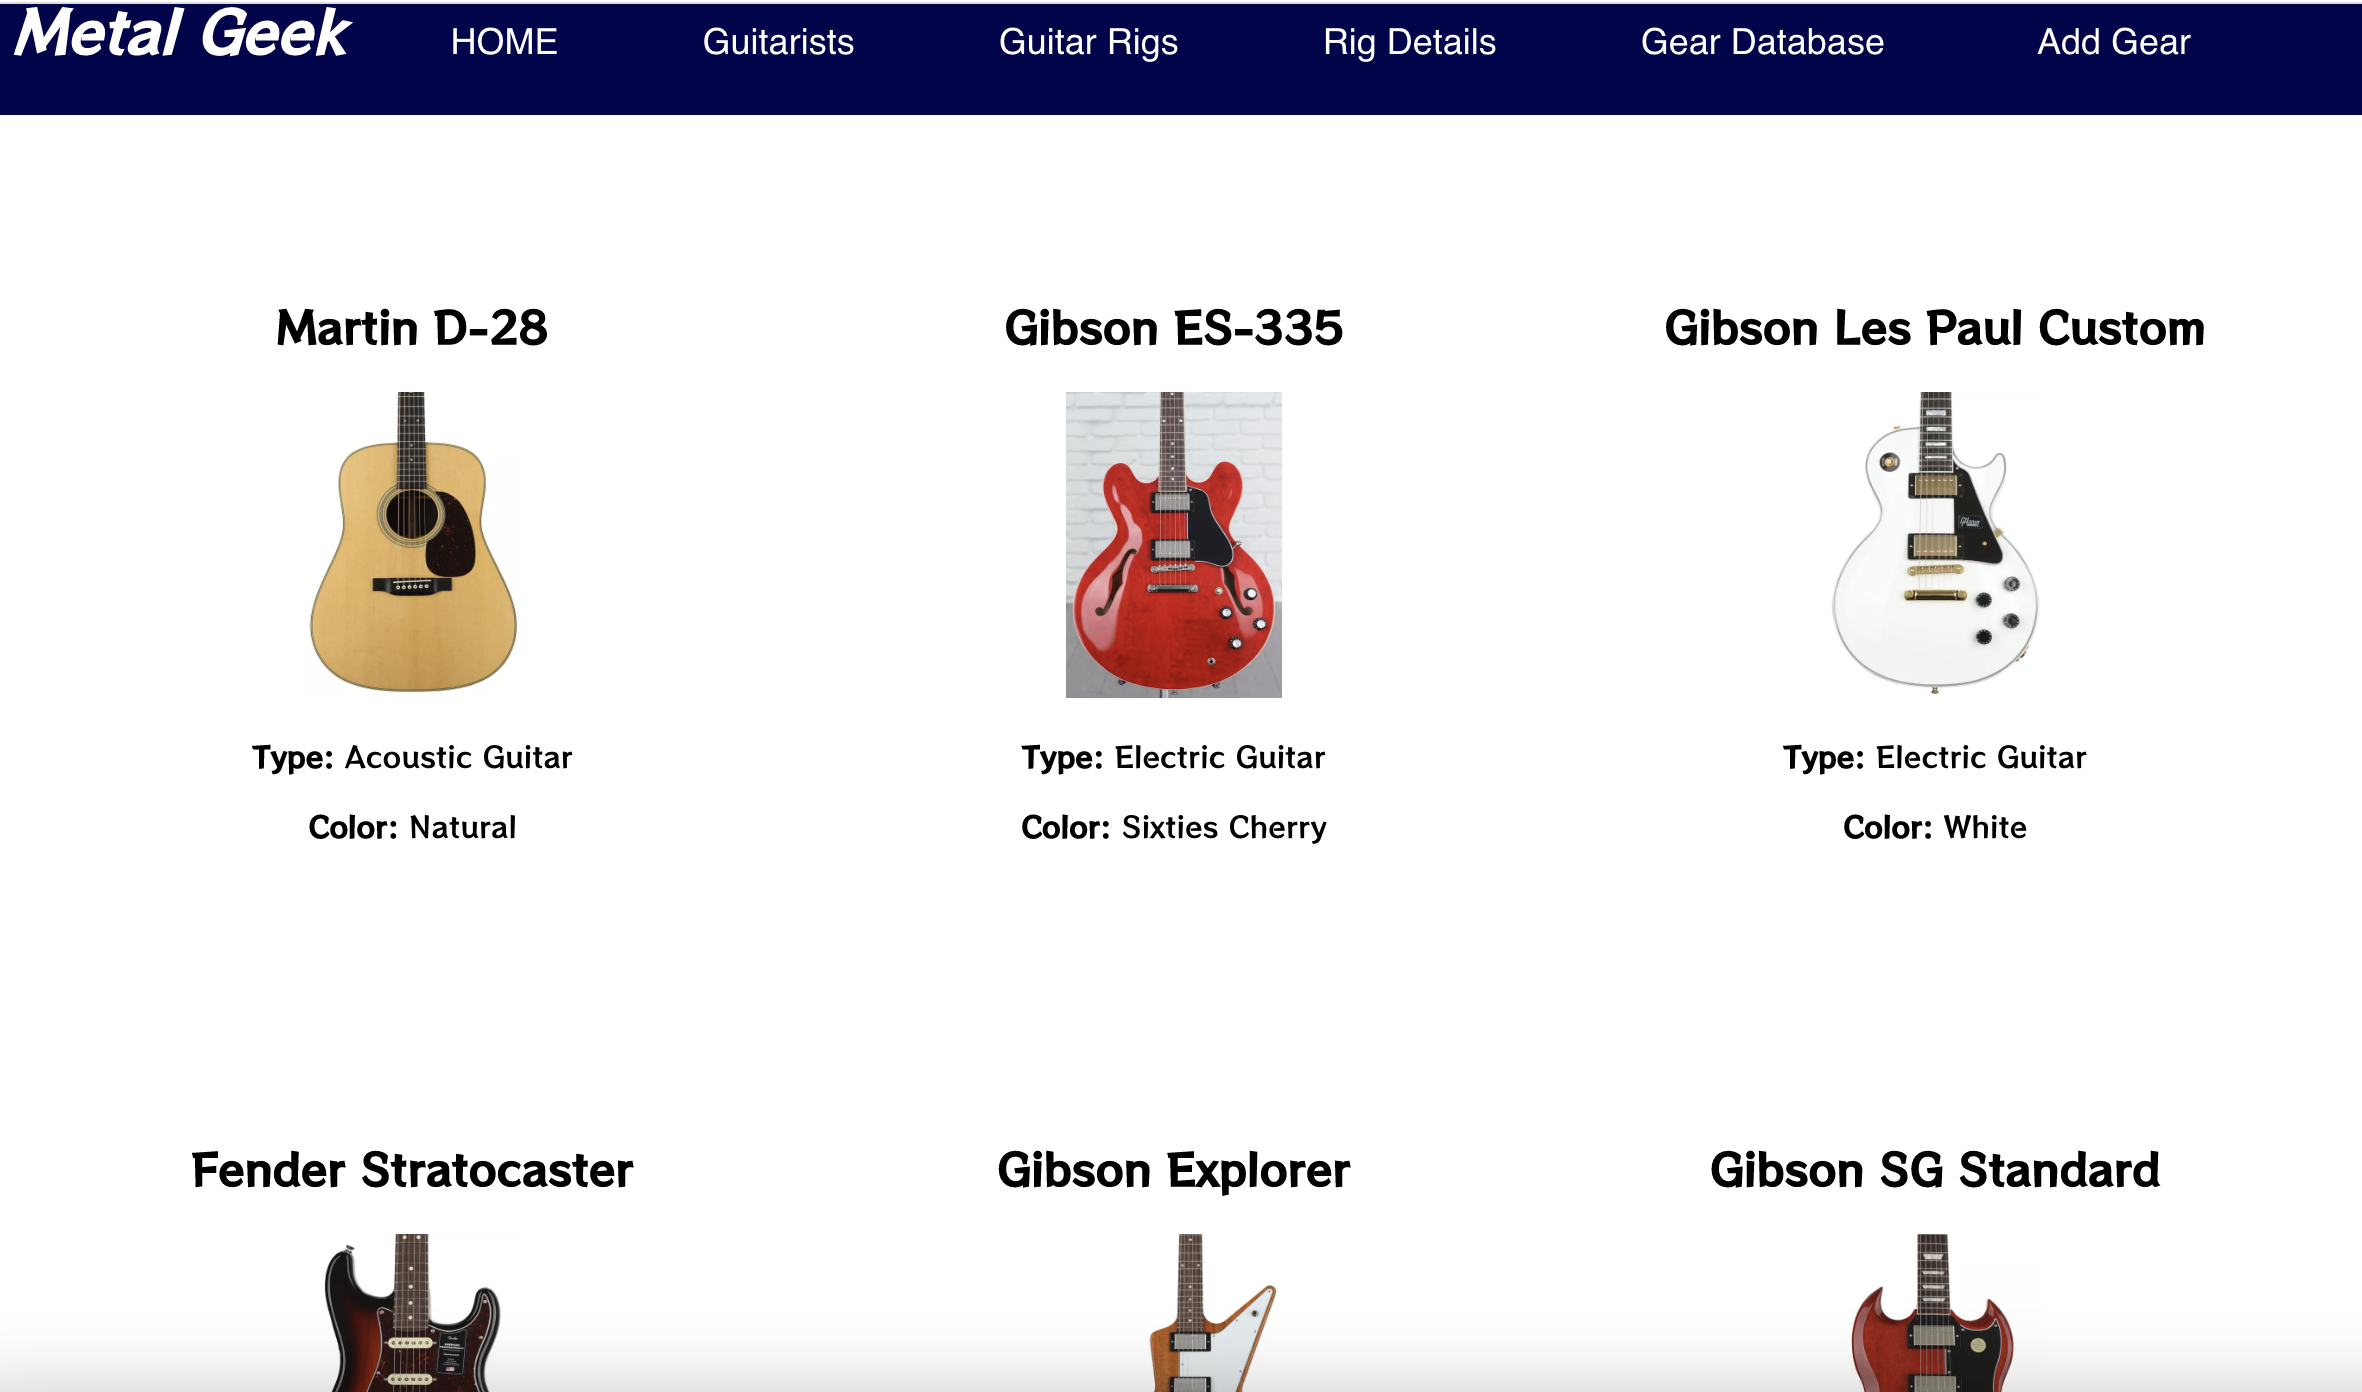 Metal Geek HOME Guitarists Guitar Rigs Rig Details Gear Database Add Gear
Martin D-28
Gibson ES-335
Gibson Les Paul Custom
Type: Acoustic Guitar
Color: Natural
Type: Electric Guitar
Color: Sixties Cherry
Type: Electric Guitar
Color: White
Fender Stratocaster
Gibson Explorer
Gibson SG Standard